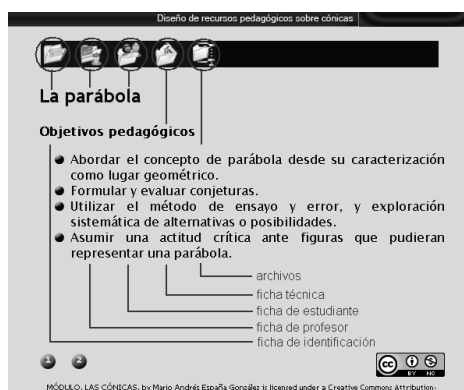 Diseño de recursos pedagógicos sobre cónicas
La parábola
Objetivos pedagógicos
Abordar el concepto de parábola desde su caracterización
como lugar geométrico.
Formular y evaluar conjeturas.
Utilizar el método de ensayo y error, y exploración
sistemática de alternativas o posibilidades.
Asumir una actitud crítica ante figuras que pudieran
representar una parábola.
archivos
ficha técnica
ficha de estudiante
ficha de profesor
ficha de identificación
1 2
cc BY NC
MÓDULO. LAS CÓNICAS. by Mario Andrés España González is licensed under a Creative Commons Attribution-